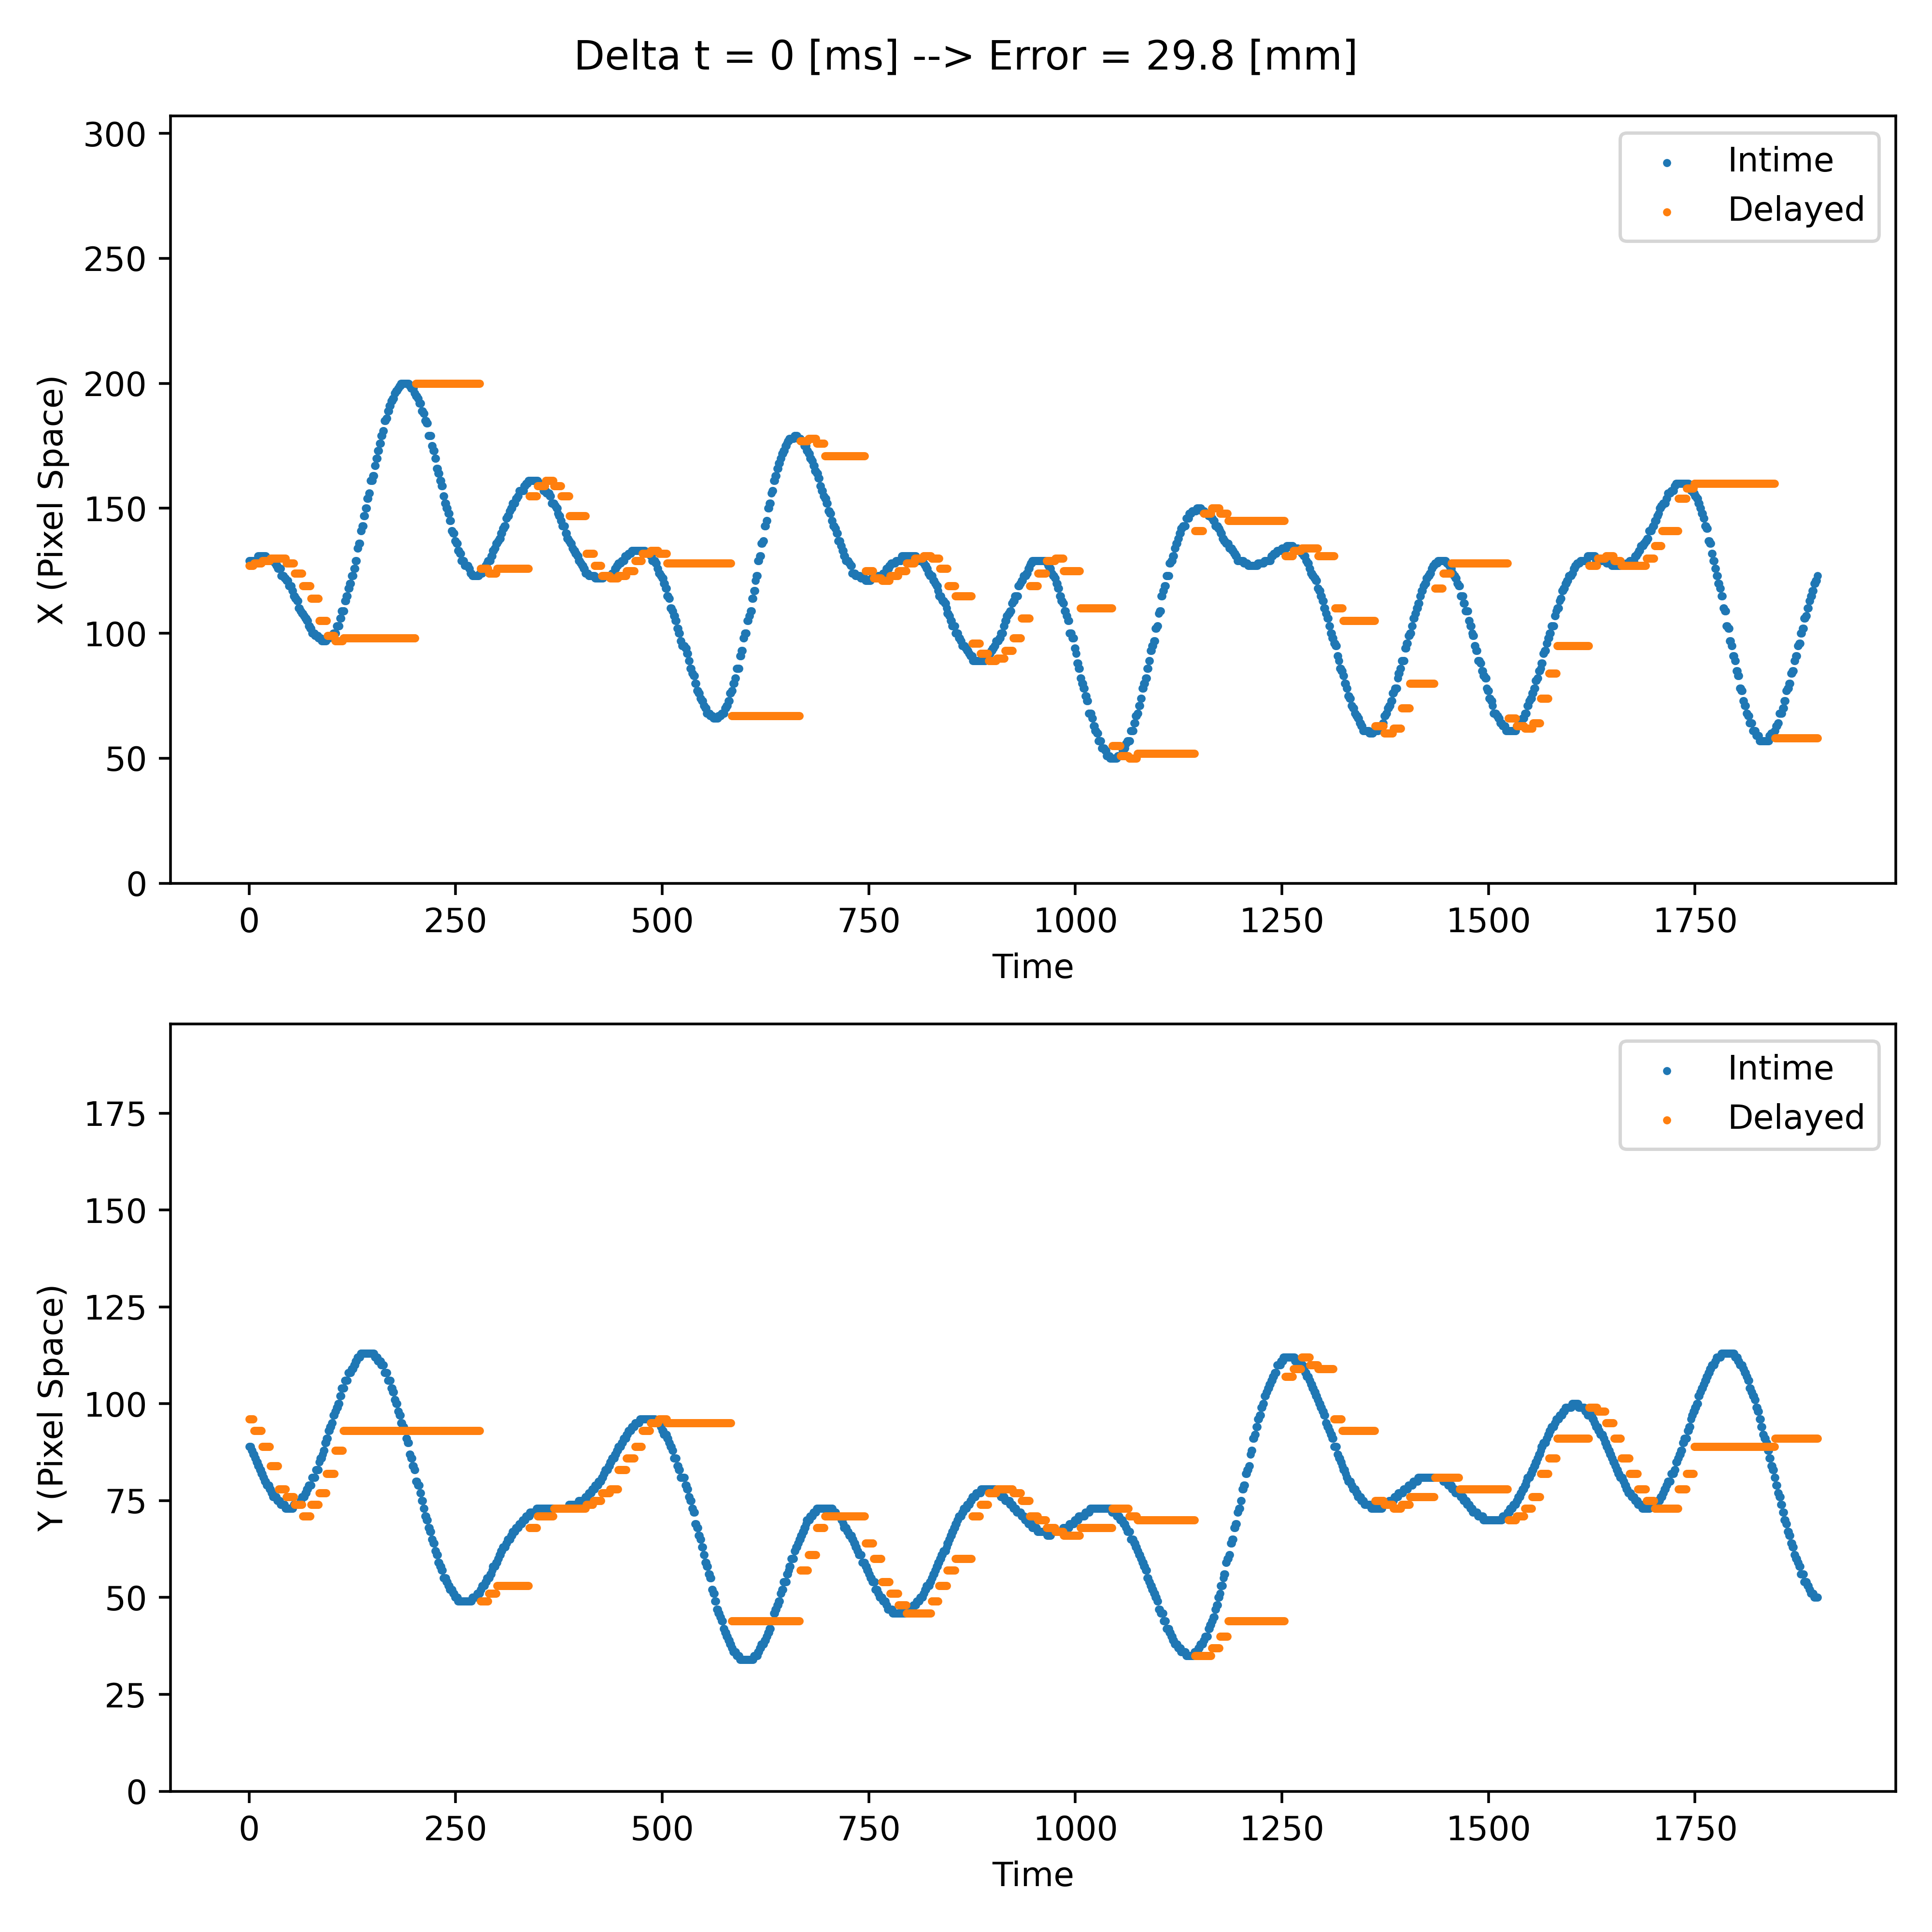 Delta t = 0 [ms] --> Error = 29.8 [mm]
300
250
200
150
100
50
0
X (Pixel Space)
Intime
Delayed
0 250 500 750 1000 1250 1500 1750
Time
175
150
125
100
75
50
25
0
Y (Pixel Space)
Intime
Delayed
0 250 500 750 1000 1250 1500 1750
Time